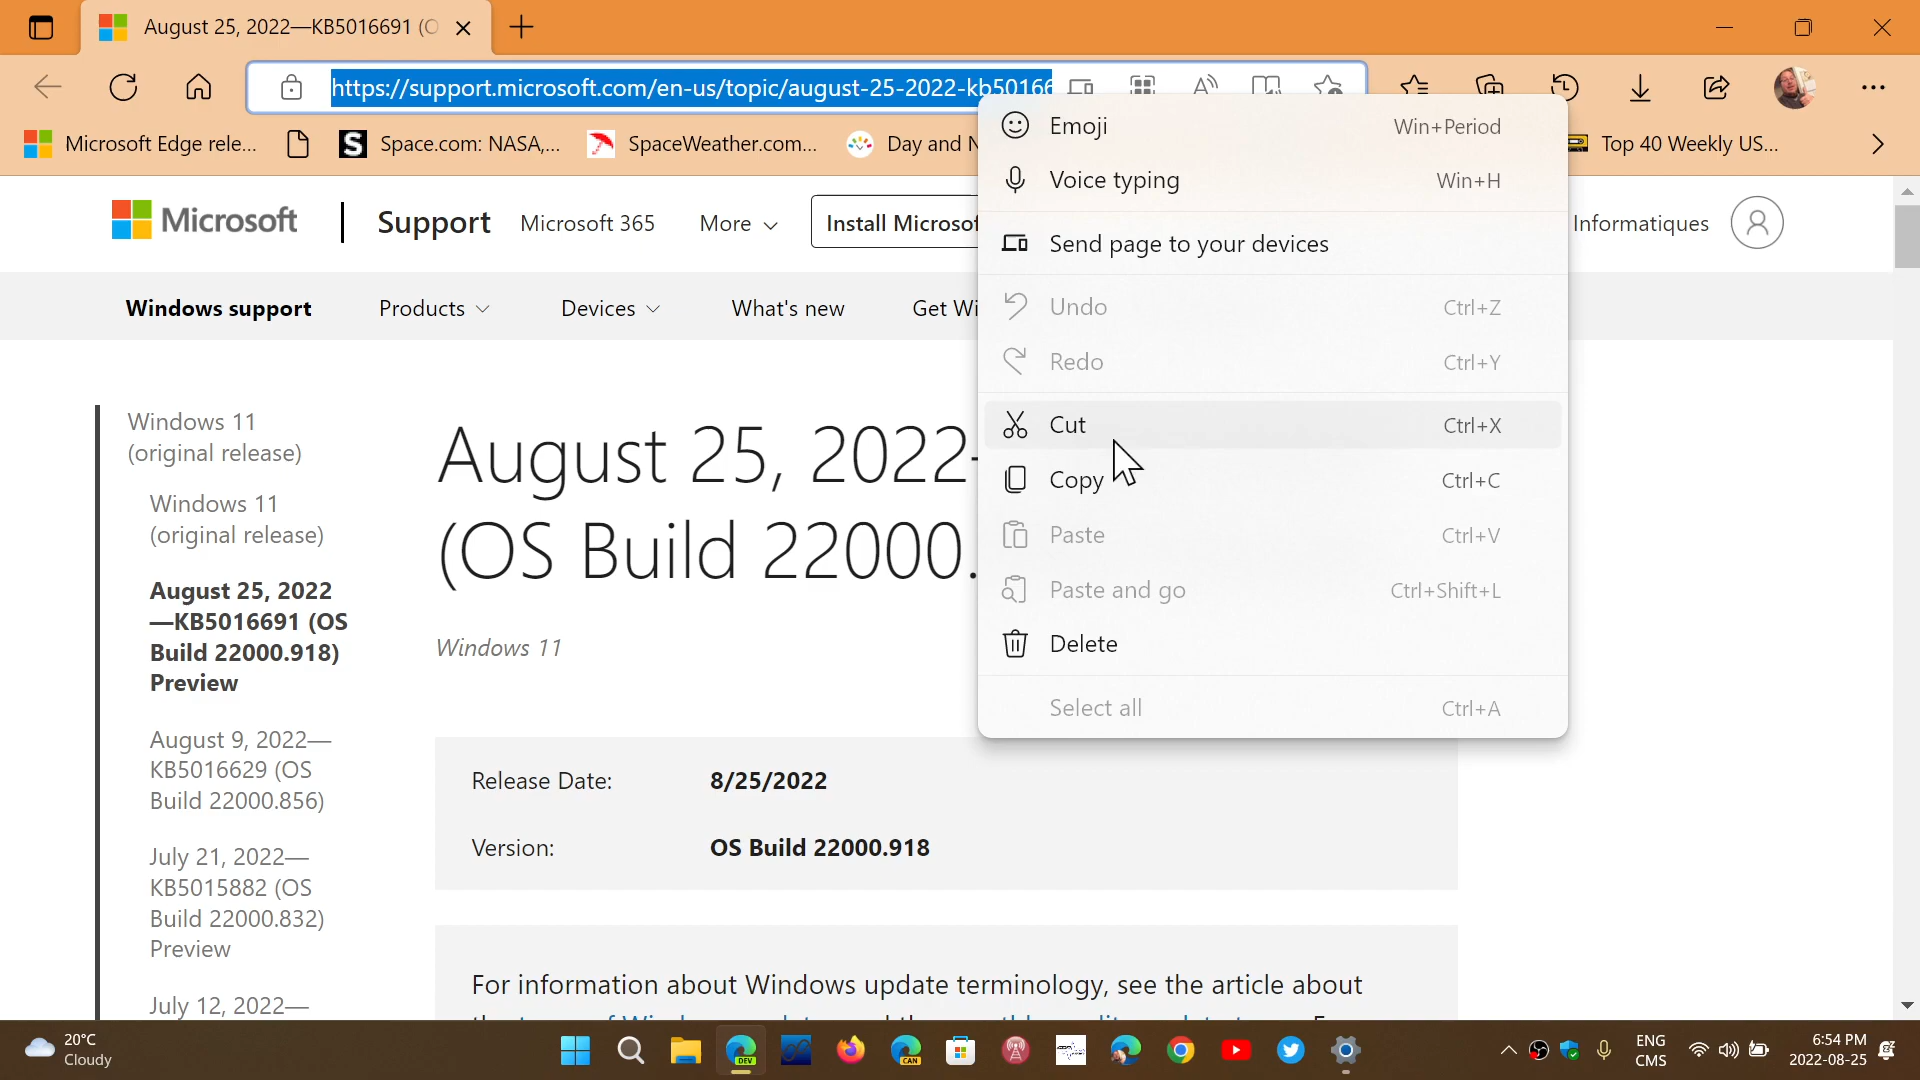 August 25, 2022—KB5016691 (O
https://support.microsoft.com/en-us/topic/august-25-2022-kb50166
Microsoft Edge rele...
S
Space.com: NASA,...
SpaceWeather.com...
Day and N
Top 40 Weekly US...
Microsoft
Support
Microsoft 365
More
Install Microsof
Informatiques
Windows support
Products
Devices
What's new
Get Wi
Emoji Win+Period
Voice typing Win+H
Send page to your devices
Undo Ctrl+Z
Redo Ctrl+Y
Cut Ctrl+X
Copy Ctrl+C
Paste Ctrl+V
Paste and go Ctrl+Shift+L
Delete
Select all Ctrl+A
Windows 11
(original release)
Windows 11
(original release)
August 25, 2022
—KB5016691 (OS
Build 22000.918)
Preview
August 9, 2022—
KB5016629 (OS
Build 22000.856)
July 21, 2022—
KB5015882 (OS
Build 22000.832)
Preview
July 12, 2022—
August 25, 2022-
(OS Build 22000.
Windows 11
Release Date: 8/25/2022
Version: OS Build 22000.918
For information about Windows update terminology, see the article about
20°C
Cloudy
DEV
CAN
ENG
CMS
6:54 PM
2022-08-25